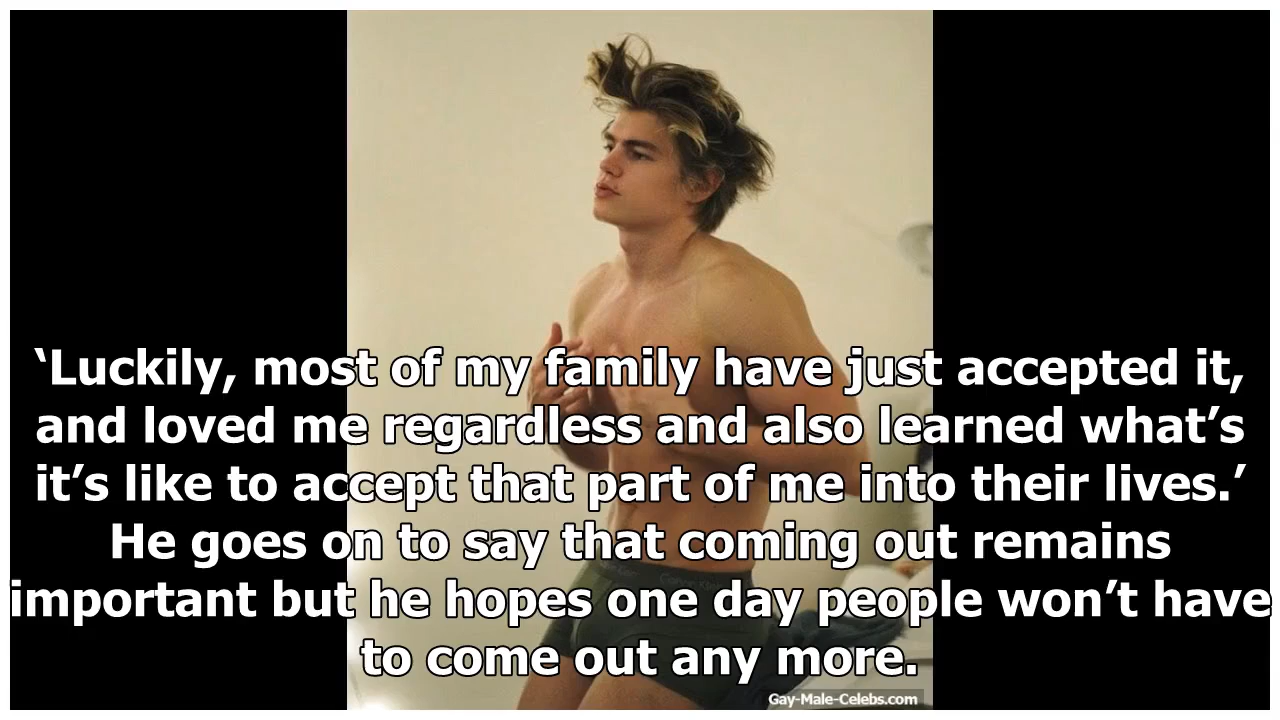 ‘Luckily, most of my family have just accepted it,
and loved me regardless and also learned what’s
it’s like to accept that part of me into their lives.’
He goes on to say that coming out remains
important but he hopes one day people won’t have
to come out any more.
Gay-Male-Celebs.com